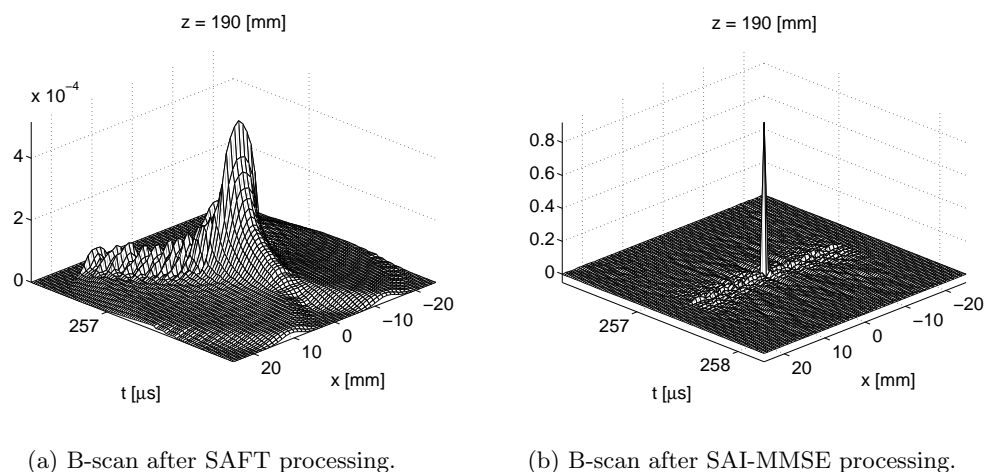 z = 190 [mm]
x 10⁻⁴
4
2
0
257
t [μs]
20
10
0
−10
−20
x [mm]
(a) B-scan after SAFT processing.
z = 190 [mm]
0.8
0.6
0.4
0.2
0
257
258
t [μs]
20
10
0
−10
−20
x [mm]
(b) B-scan after SAI-MMSE processing.